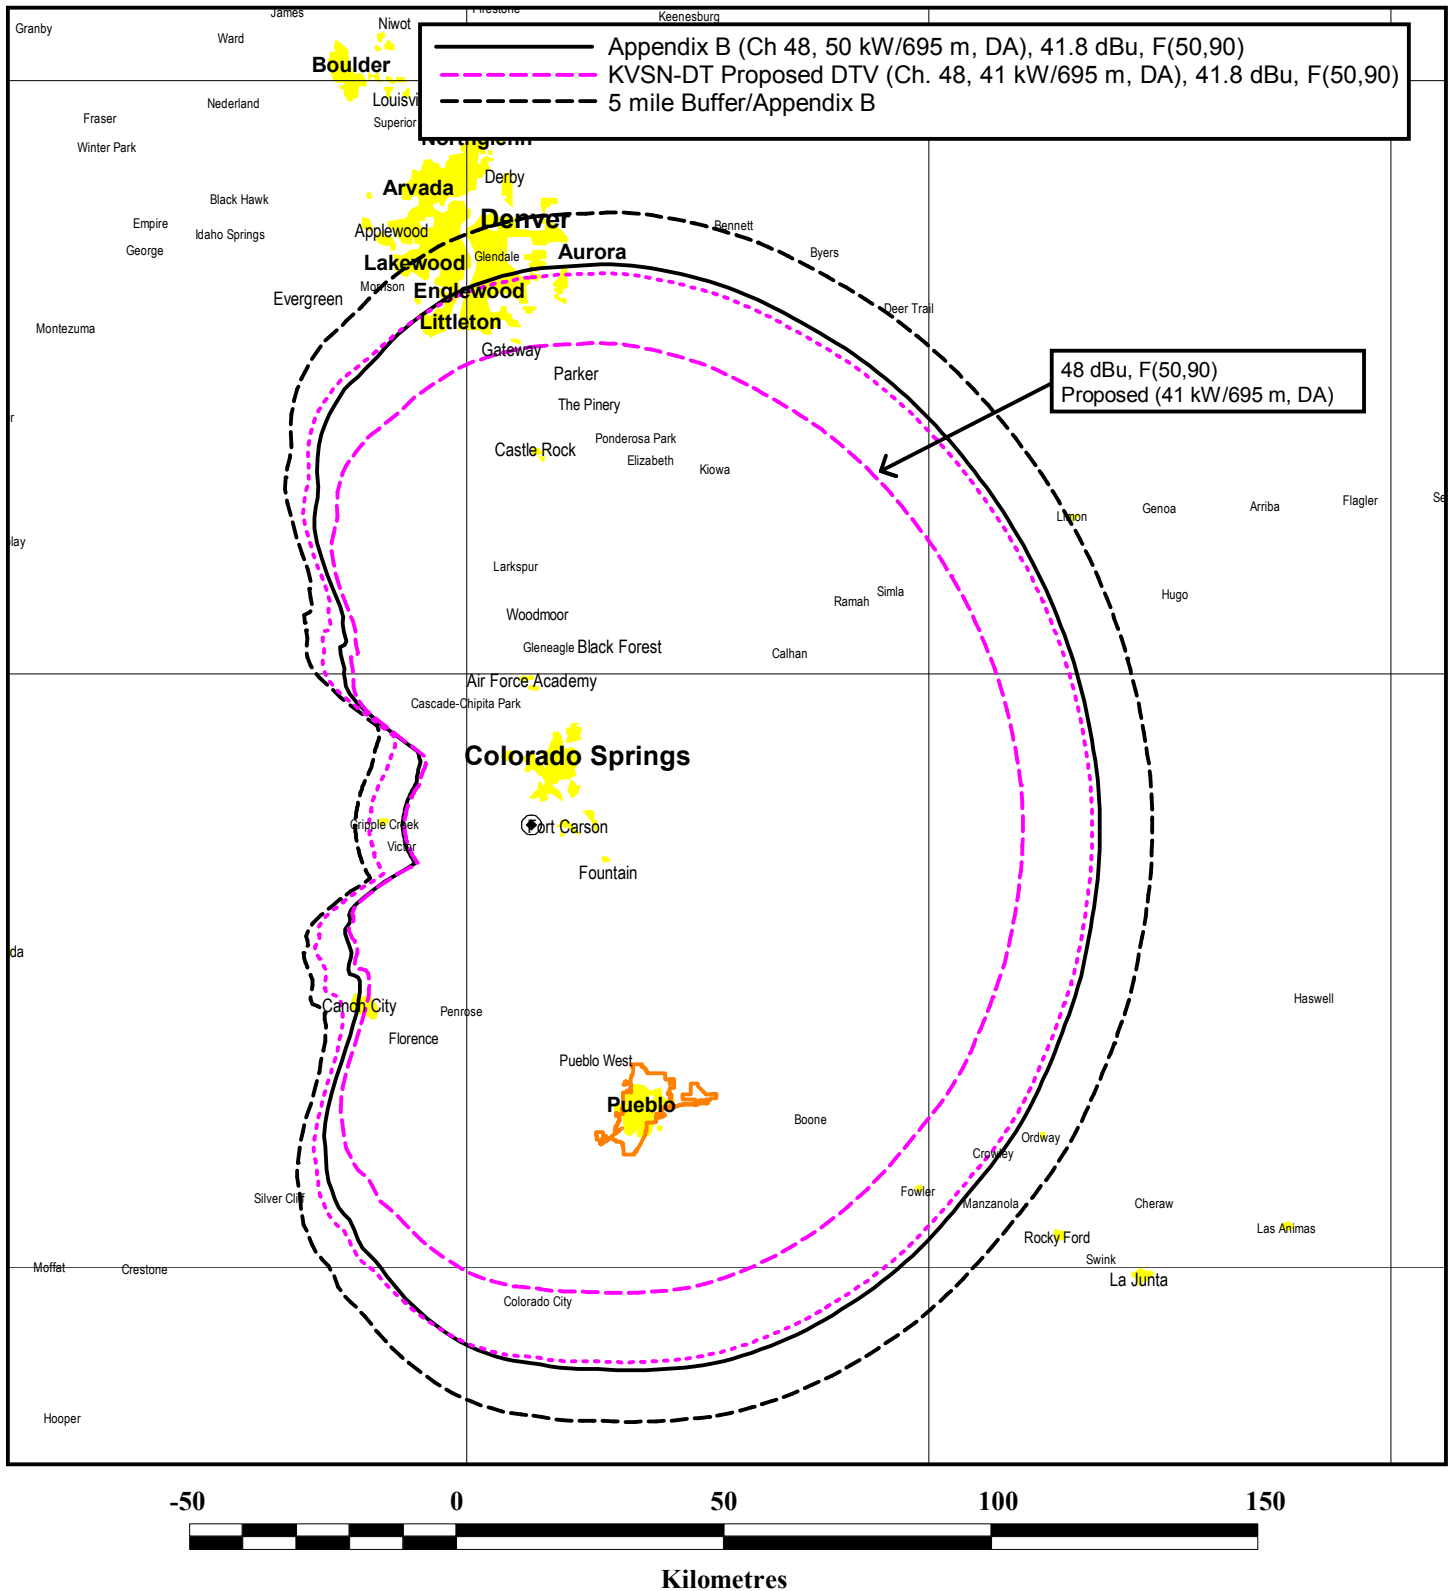 James
Firestone
Keenesburg
Granby
Niwot
Ward
Appendix B (Ch 48, 50 kW/695 m, DA), 41.8 dBu, F(50,90)
KVSN-DT Proposed DTV (Ch. 48, 41 kW/695 m, DA), 41.8 dBu, F(50,90)
5 mile Buffer/Appendix B
Boulder
Nederland
Louisvi
Fraser
Superior
Winter Park
Northglenn
Derby
Arvada
Black Hawk
Empire
Denver
Idaho Springs
Applewood
Bennett
George
Lakewood
Glendale
Aurora
Byers
Morrison
Englewood
Evergreen
Deer Trail
Montezuma
Littleton
Gateway
48 dBu, F(50,90)
Proposed (41 kW/695 m, DA)
Parker
The Pinery
r
Ponderosa Park
Castle Rock
Elizabeth
Kiowa
Se
Flagler
Arriba
Genoa
Limon
lay
Larkspur
Simla
Ramah
Hugo
Woodmoor
Gleneagle
Black Forest
Calhan
Air Force Academy
Cascade-Chipita Park
Colorado Springs
Cripple Creek
Fort Carson
Victor
Fountain
da
Canon City
Penrose
Haswell
Florence
Pueblo West
Pueblo
Boone
Ordway
Crowley
Silver Cliff
Fowler
Manzanola
Cheraw
Las Animas
Rocky Ford
Swink
Moffat
Crestone
La Junta
Colorado City
Hooper
-50 0 50 100 150
Kilometres